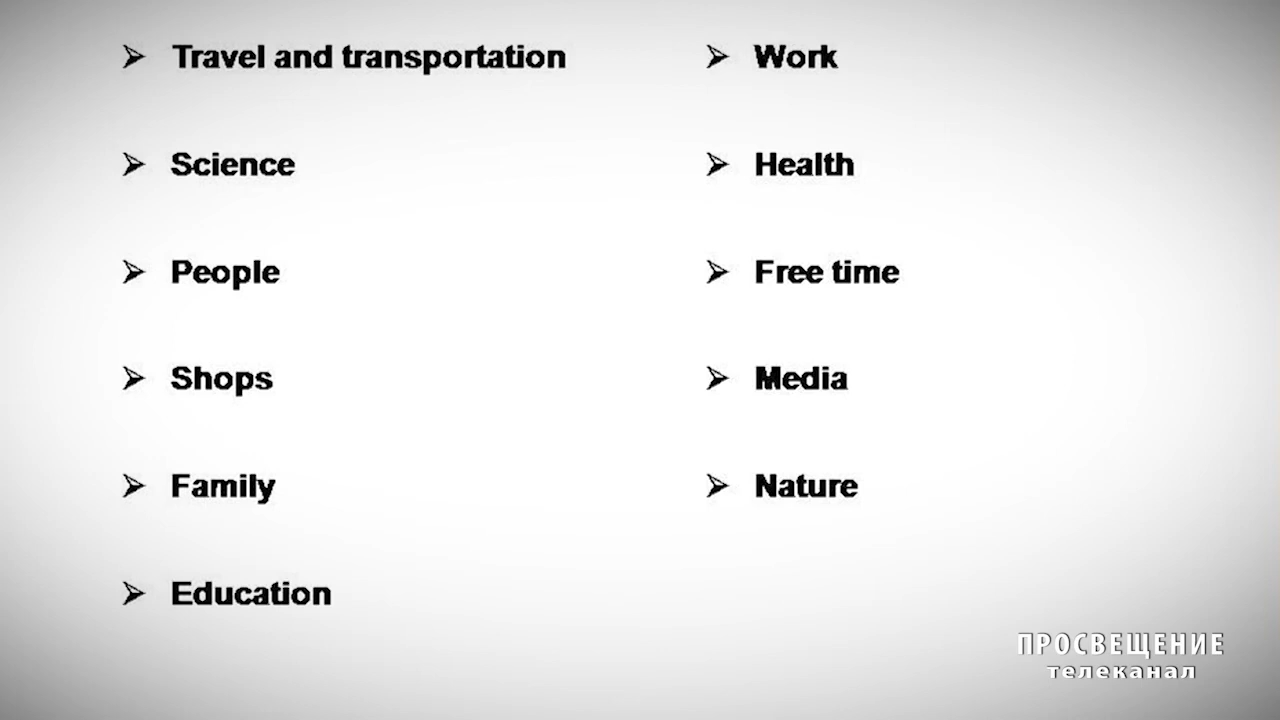 Travel and transportation
Science
People
Shops
Family
Education
Work
Health
Free time
Media
Nature
ПРОСВЕЩЕНИЕ
телеканал